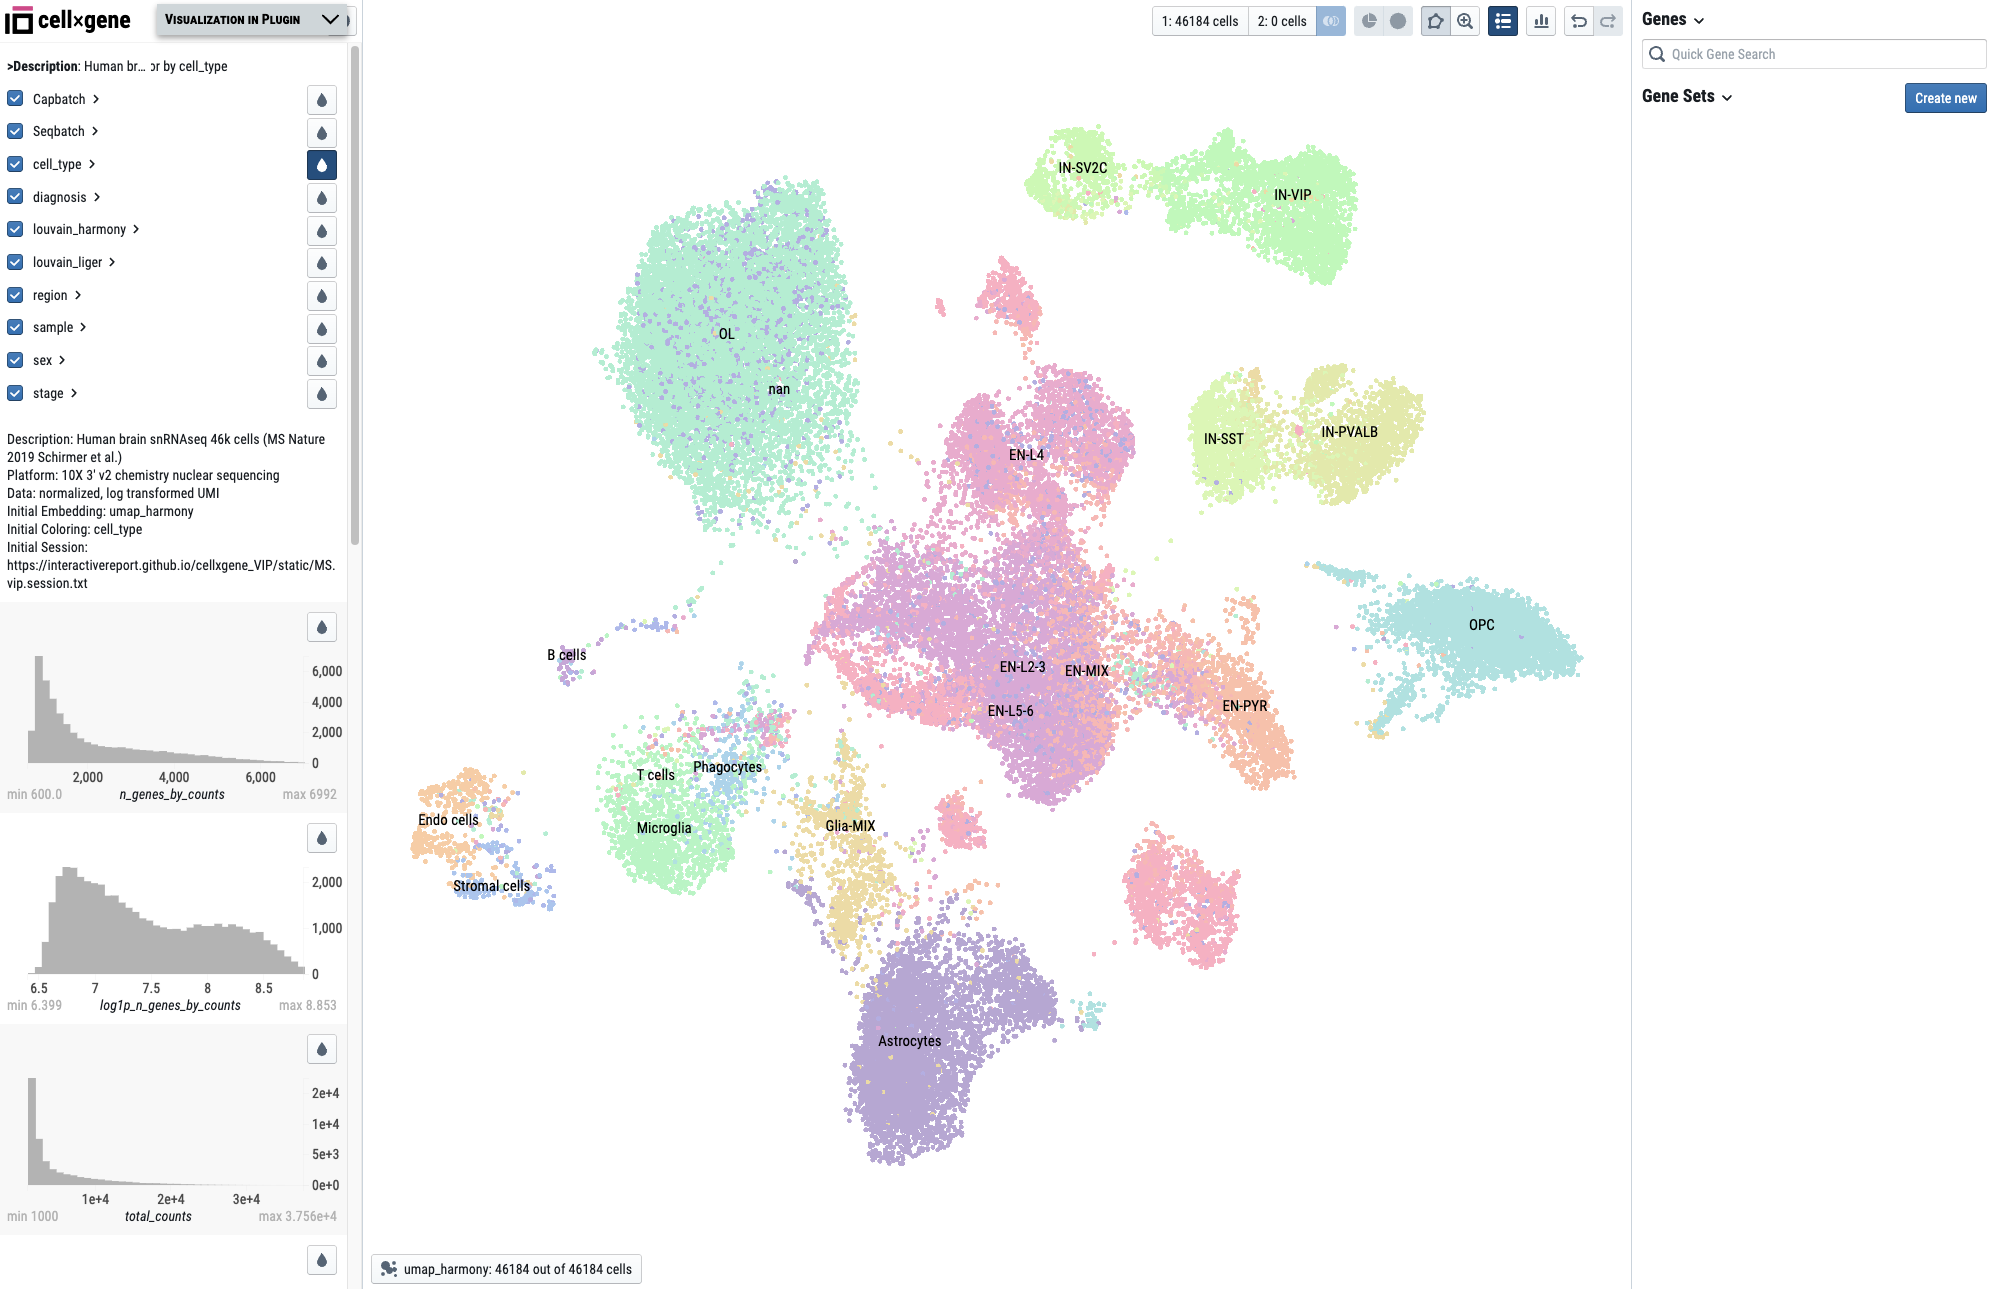 cell×gene
Visualization in Plugin
1: 46184 cells
2: 0 cells
Genes
Quick Gene Search
Gene Sets
Create new
>Description: Human br... or by cell_type
Capbatch
Seqbatch
cell_type
diagnosis
louvain_harmony
louvain_liger
region
sample
sex
stage
Description: Human brain snRNAseq 46k cells (MS Nature
2019 Schirmer et al.)
Platform: 10X 3' v2 chemistry nuclear sequencing
Data: normalized, log transformed UMI
Initial Embedding: umap_harmony
Initial Coloring: cell_type
Initial Session:
https://interactivereport.github.io/cellxgene_VIP/static/MS.
vip.session.txt
6,000
4,000
2,000
0
2,000 4,000 6,000
min 600.0 n_genes_by_counts max 6992
2,000
1,000
0
6.5 7 7.5 8 8.5
min 6.399 log1p_n_genes_by_counts max 8.853
2e+4
1e+4
5e+3
0e+0
1e+4 2e+4 3e+4
min 1000 total_counts max 3.756e+4
IN-SV2C
IN-VIP
OL
nan
IN-SST
IN-PVALB
EN-L4
OPC
B cells
EN-L2-3
EN-MIX
EN-L5-6
EN-PYR
T cells
Phagocytes
Endo cells
Microglia
Glia-MIX
Stromal cells
Astrocytes
umap_harmony: 46184 out of 46184 cells